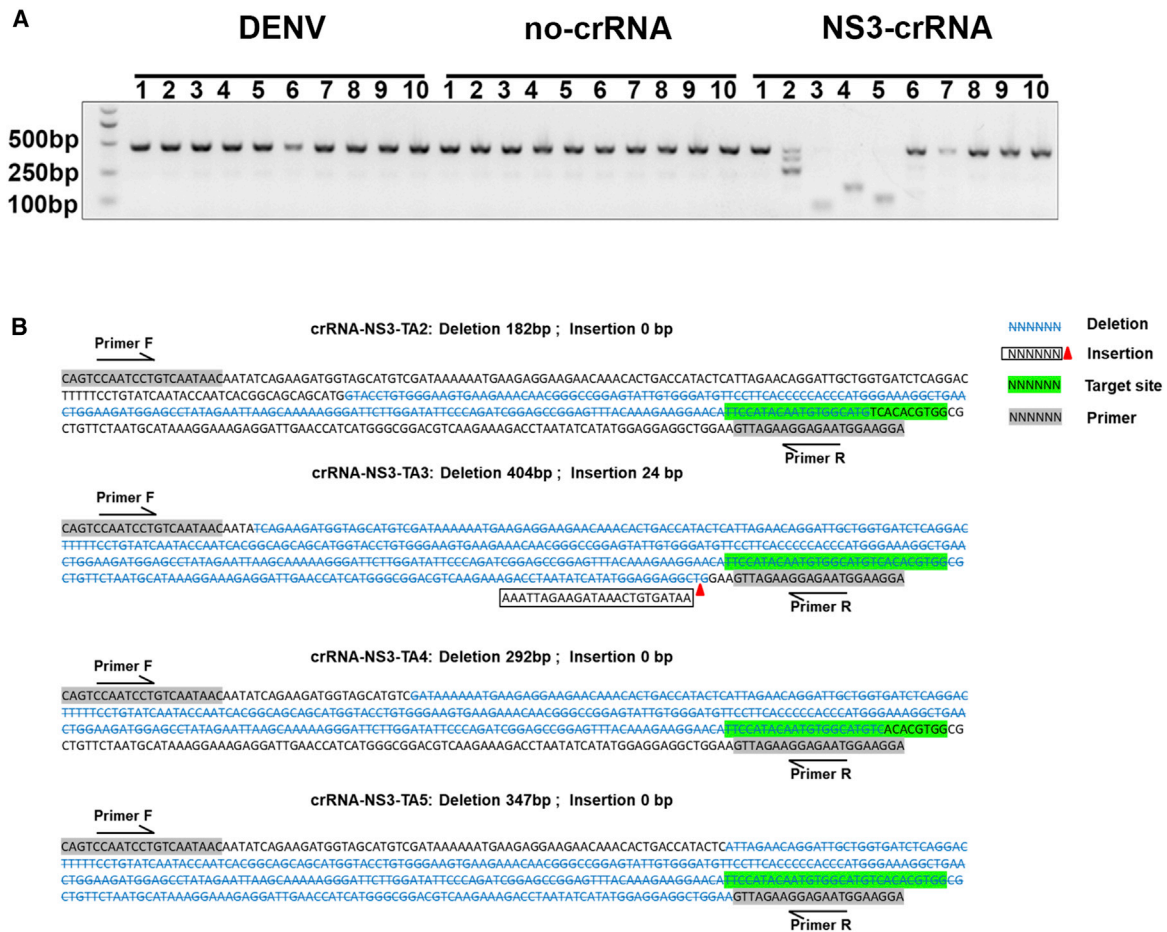 A
DENV
no-crRNA
NS3-crRNA
1 2 3 4 5 6 7 8 9 10 1 2 3 4 5 6 7 8 9 10 1 2 3 4 5 6 7 8 9 10
500bp
250bp
100bp
B
crRNA-NS3-TA2: Deletion 182bp ; Insertion 0 bp
Primer F
CAGTCCAATCCTGTCAATAACAATATCAGAAGATGGTAGCATGTCGATAAAAAATGAAGAGGAAGAACAAACACTGACCATACTCATTAGAACAGGATTGCTGGTGATCTCAGGAC
TTTTTCCTGTATCAATACCAATCACGGCAGCAGCATGGTACCTGTGGGAAGTGAAGAAACAACGGGCCGGAGTATTGTGGGATGTTCCTTCACCCCCACCCATGGGAAAGGCTGAA
CTGGAAGATGGAGCCTATAGAATTAAGCAAAAAGGGATTCTTGGATATTCCCAGATCGGAGCCGGAGTTTACAAAGAAGGAACATTCCATACAATGTGGCATGTCACACGTGGCG
CTGTTCTAATGCATAAAGGAAAGAGGATTGAACCATCATGGGCGGACGTCAAGAAAGACCTAATATCATATGGAGGAGGCTGGAAGTTAGAAGGAGAATGGAAGGA
Primer R
crRNA-NS3-TA3: Deletion 404bp ; Insertion 24 bp
Primer F
CAGTCCAATCCTGTCAATAACAATATCAGAAGATGGTAGCATGTCGATAAAAAATGAAGAGGAAGAACAAACACTGACCATACTCATTAGAACAGGATTGCTGGTGATCTCAGGAC
TTTTTCCTGTATCAATACCAATCACGGCAGCAGCATGGTACCTGTGGGAAGTGAAGAAACAACGGGCCGGAGTATTGTGGGATGTTCCTTCACCCCCACCCATGGGAAAGGCTGAA
CTGGAAGATGGAGCCTATAGAATTAAGCAAAAAGGGATTCTTGGATATTCCCAGATCGGAGCCGGAGTTTACAAAGAAGGAACATTCCATACAATGTGGCATGTCACACGTGGCG
CTGTTCTAATGCATAAAGGAAAGAGGATTGAACCATCATGGGCGGACGTCAAGAAAGACCTAATATCATATGGAGGAGGCTGGAAGTTAGAAGGAGAATGGAAGGA
AAATTAGAAGATAAACTGTGATAA
Primer R
crRNA-NS3-TA4: Deletion 292bp ; Insertion 0 bp
Primer F
CAGTCCAATCCTGTCAATAACAATATCAGAAGATGGTAGCATGTCGATAAAAAATGAAGAGGAAGAACAAACACTGACCATACTCATTAGAACAGGATTGCTGGTGATCTCAGGAC
TTTTTCCTGTATCAATACCAATCACGGCAGCAGCATGGTACCTGTGGGAAGTGAAGAAACAACGGGCCGGAGTATTGTGGGATGTTCCTTCACCCCCACCCATGGGAAAGGCTGAA
CTGGAAGATGGAGCCTATAGAATTAAGCAAAAAGGGATTCTTGGATATTCCCAGATCGGAGCCGGAGTTTACAAAGAAGGAACATTCCATACAATGTGGCATGTCACACGTGGCG
CTGTTCTAATGCATAAAGGAAAGAGGATTGAACCATCATGGGCGGACGTCAAGAAAGACCTAATATCATATGGAGGAGGCTGGAAGTTAGAAGGAGAATGGAAGGA
Primer R
crRNA-NS3-TA5: Deletion 347bp ; Insertion 0 bp
Primer F
CAGTCCAATCCTGTCAATAACAATATCAGAAGATGGTAGCATGTCGATAAAAAATGAAGAGGAAGAACAAACACTGACCATACTCATTAGAACAGGATTGCTGGTGATCTCAGGAC
TTTTTCCTGTATCAATACCAATCACGGCAGCAGCATGGTACCTGTGGGAAGTGAAGAAACAACGGGCCGGAGTATTGTGGGATGTTCCTTCACCCCCACCCATGGGAAAGGCTGAA
CTGGAAGATGGAGCCTATAGAATTAAGCAAAAAGGGATTCTTGGATATTCCCAGATCGGAGCCGGAGTTTACAAAGAAGGAACATTCCATACAATGTGGCATGTCACACGTGGCG
CTGTTCTAATGCATAAAGGAAAGAGGATTGAACCATCATGGGCGGACGTCAAGAAAGACCTAATATCATATGGAGGAGGCTGGAAGTTAGAAGGAGAATGGAAGGA
Primer R
NNNNNN Deletion
NNNNNN Insertion
NNNNNN Target site
NNNNNN Primer